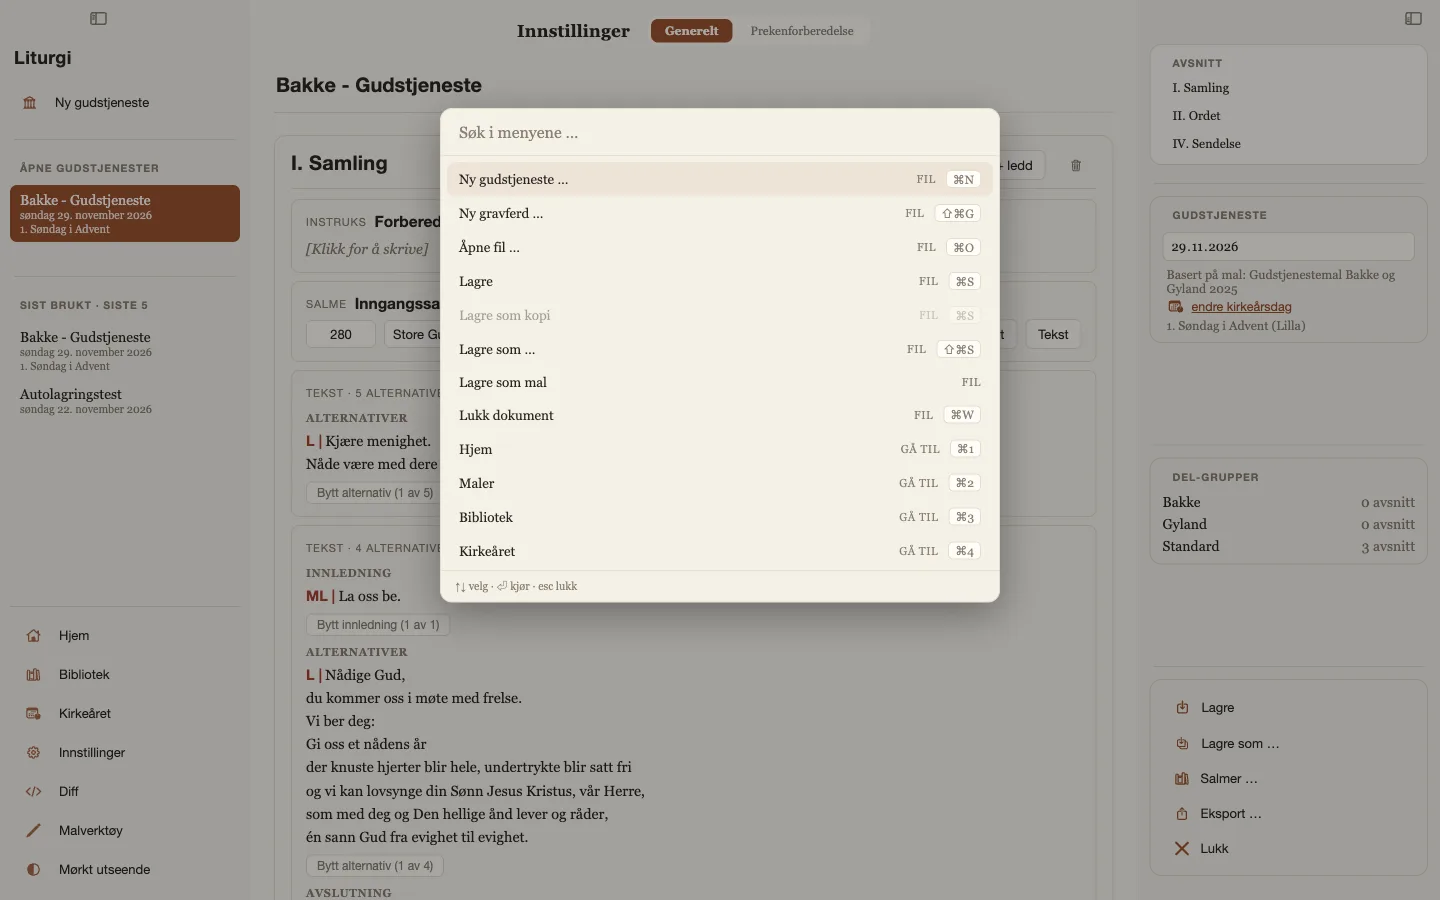 Liturgi
Ny gudstjeneste
ÅPNE GUDSTJENESTER
Bakke - Gudstjeneste
søndag 29. november 2026
1. Søndag i Advent
SIST BRUKT · SISTE 5
Bakke - Gudstjeneste
søndag 29. november 2026
1. Søndag i Advent
Autolagringstest
søndag 22. november 2026
Hjem
Bibliotek
Kirkeåret
Innstillinger
Diff
Malverktøy
Mørkt utseende
Innstillinger Generelt Prekenforberedelse
Bakke - Gudstjeneste
I. Samling
ledd
INSTRUKS
[Klikk for å skrive]
SALME
280 Store
Tekst
TEKST · 5
ALTERNATIVER
L | Kjære menighet.
Nåde være med dere
Bytt alternativ (1 av 5)
TEKST · 4
INNLEDNING
ML | La oss be.
Bytt innledning (1 av 1)
ALTERNATIVER
L | Nådige Gud,
du kommer oss i møte med frelse.
Vi ber deg:
Gi oss et nådens år
der knuste hjerter blir hele, undertrykte blir satt fri
og vi kan lovsynge din Sønn Jesus Kristus, vår Herre,
som med deg og Den hellige ånd lever og råder,
én sann Gud fra evighet til evighet.
Bytt alternativ (1 av 4)
AVSLUTNING
Søk i menyene ...
Ny gudstjeneste ... FIL ⌘N
Ny gravferd ... FIL ⇧⌘G
Åpne fil ... FIL ⌘O
Lagre FIL ⌘S
Lagre som kopi FIL ⌘S
Lagre som ... FIL ⇧⌘S
Lagre som mal FIL
Lukk dokument FIL ⌘W
Hjem GÅ TIL ⌘1
Maler GÅ TIL ⌘2
Bibliotek GÅ TIL ⌘3
Kirkeåret GÅ TIL ⌘4
↑↓ velg · ⏎ kjør · esc lukk
AVSNITT
I. Samling
II. Ordet
IV. Sendelse
GUDSTJENESTE
29.11.2026
Basert på mal: Gudstjenestemal Bakke og
Gyland 2025
endre kirkeårsdag
1. Søndag i Advent (Lilla)
DEL-GRUPPER
Bakke 0 avsnitt
Gyland 0 avsnitt
Standard 3 avsnitt
Lagre
Lagre som ...
Salmer ...
Eksport ...
Lukk